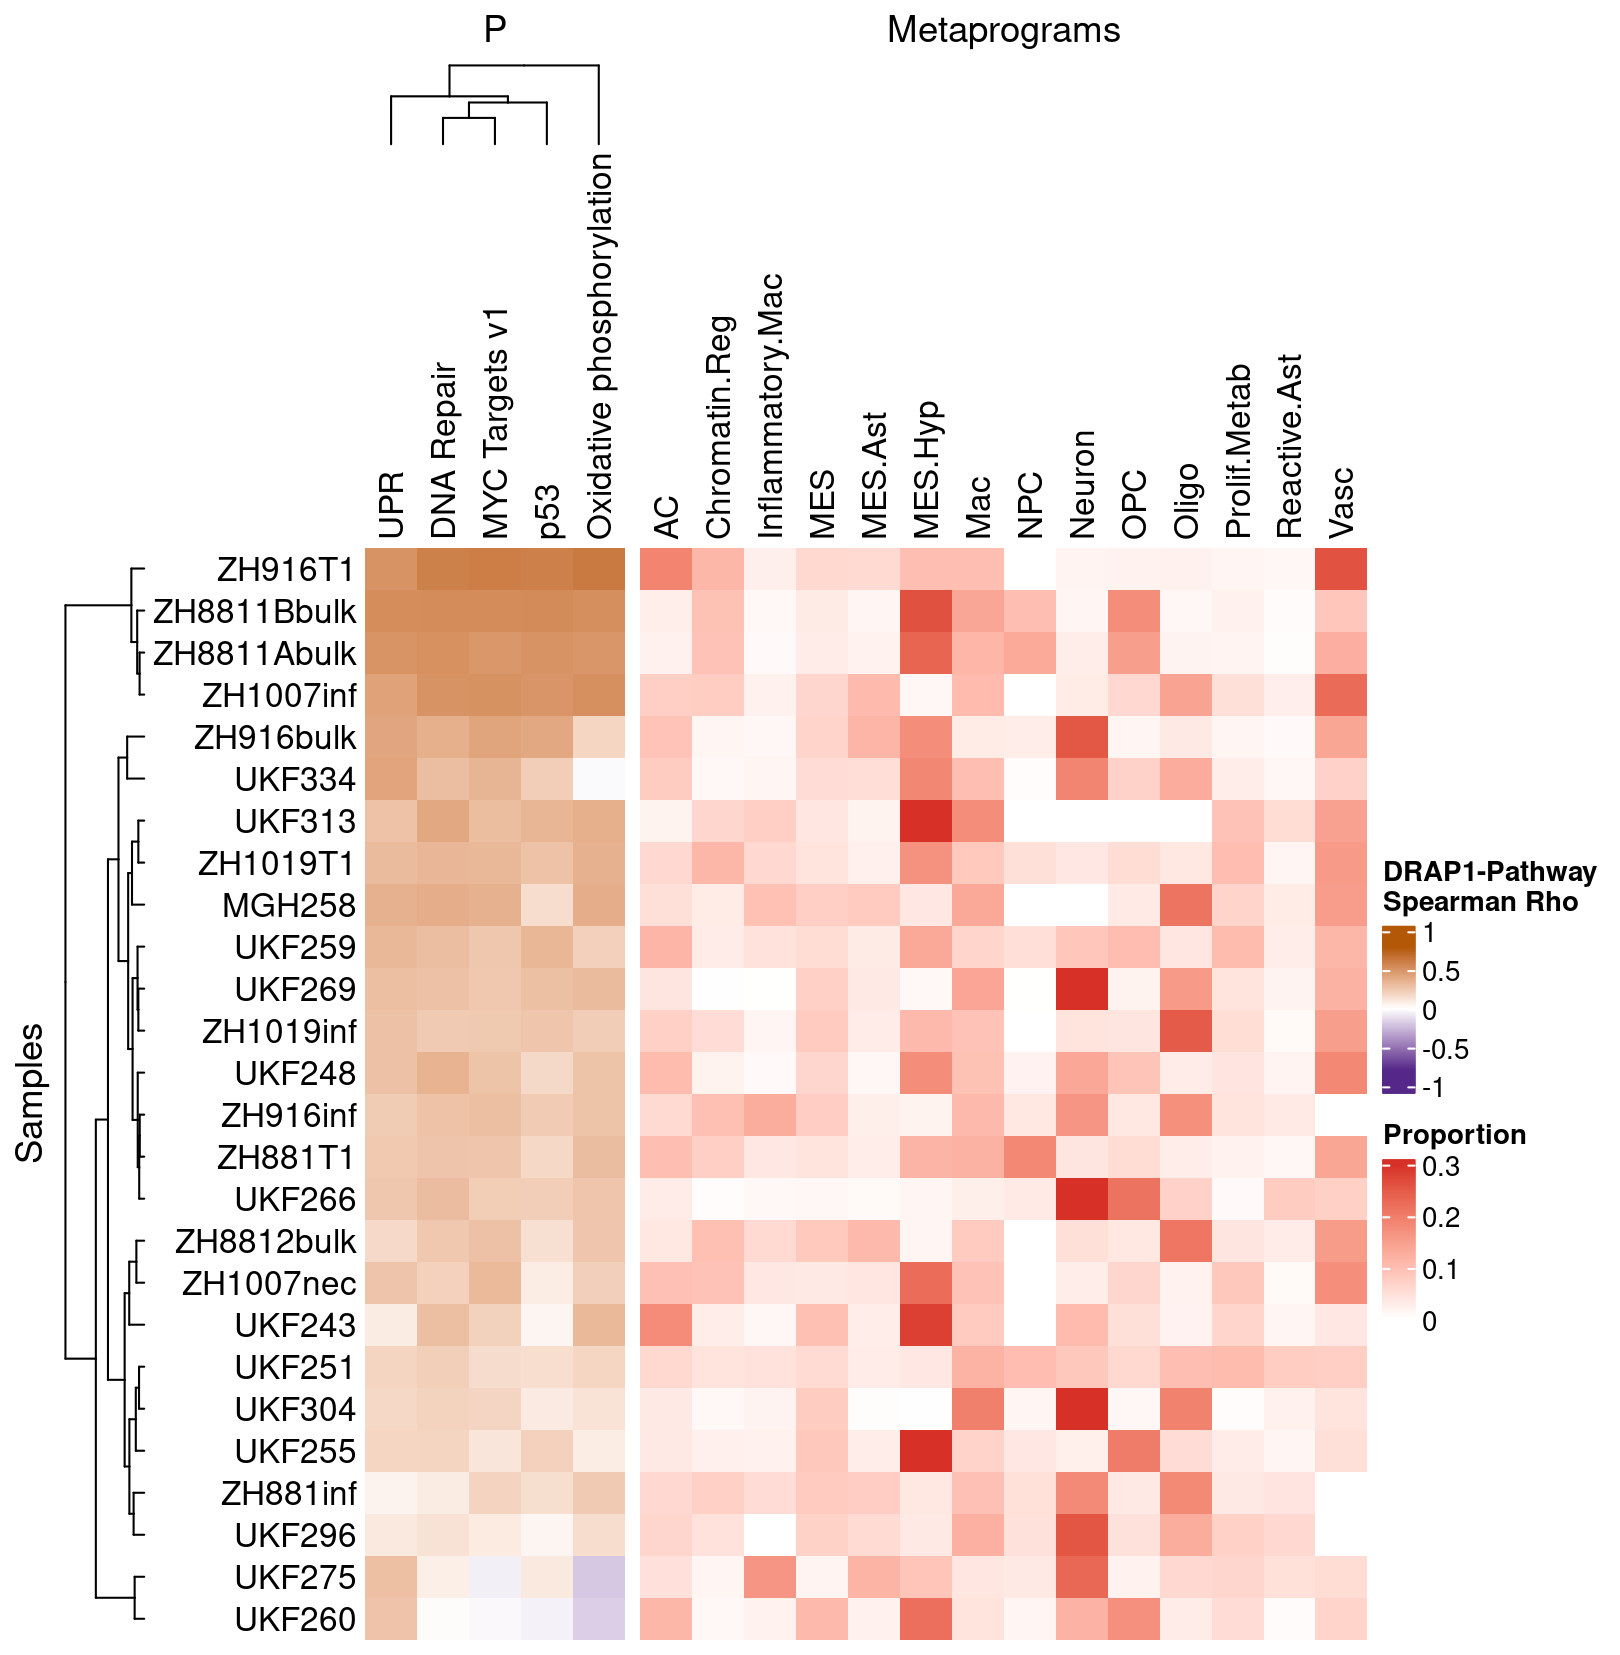 P
Metaprograms
UPR
DNA Repair
MYC Targets v1
p53
Oxidative phosphorylation
AC
Chromatin.Reg
Inflammatory.Mac
MES
MES.Ast
MES.Hyp
Mac
NPC
Neuron
OPC
Oligo
Prolif.Metab
Reactive.Ast
Vasc
Samples
ZH916T1
ZH8811Bbulk
ZH8811Abulk
ZH1007inf
ZH916bulk
UKF334
UKF313
ZH1019T1
MGH258
UKF259
UKF269
ZH1019inf
UKF248
ZH916inf
ZH881T1
UKF266
ZH8812bulk
ZH1007nec
UKF243
UKF251
UKF304
UKF255
ZH881inf
UKF296
UKF275
UKF260
DRAP1-Pathway
Spearman Rho
1
0.5
0
-0.5
-1
Proportion
0.3
0.2
0.1
0